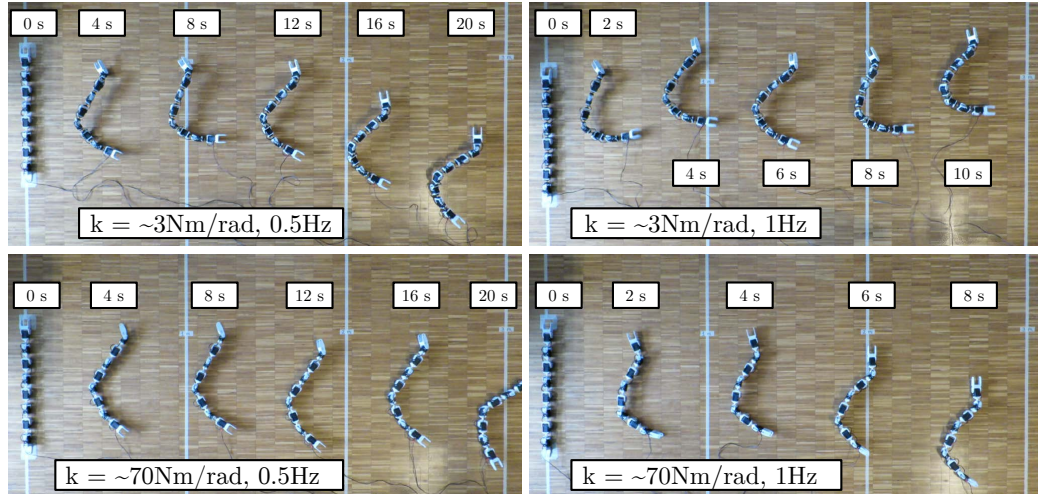 0 s
4 s
8 s
12 s
16 s
20 s
k = ~3Nm/rad, 0.5Hz
0 s
2 s
4 s
6 s
8 s
10 s
k = ~3Nm/rad, 1Hz
0 s
4 s
8 s
12 s
16 s
20 s
k = ~70Nm/rad, 0.5Hz
0 s
2 s
4 s
6 s
8 s
k = ~70Nm/rad, 1Hz